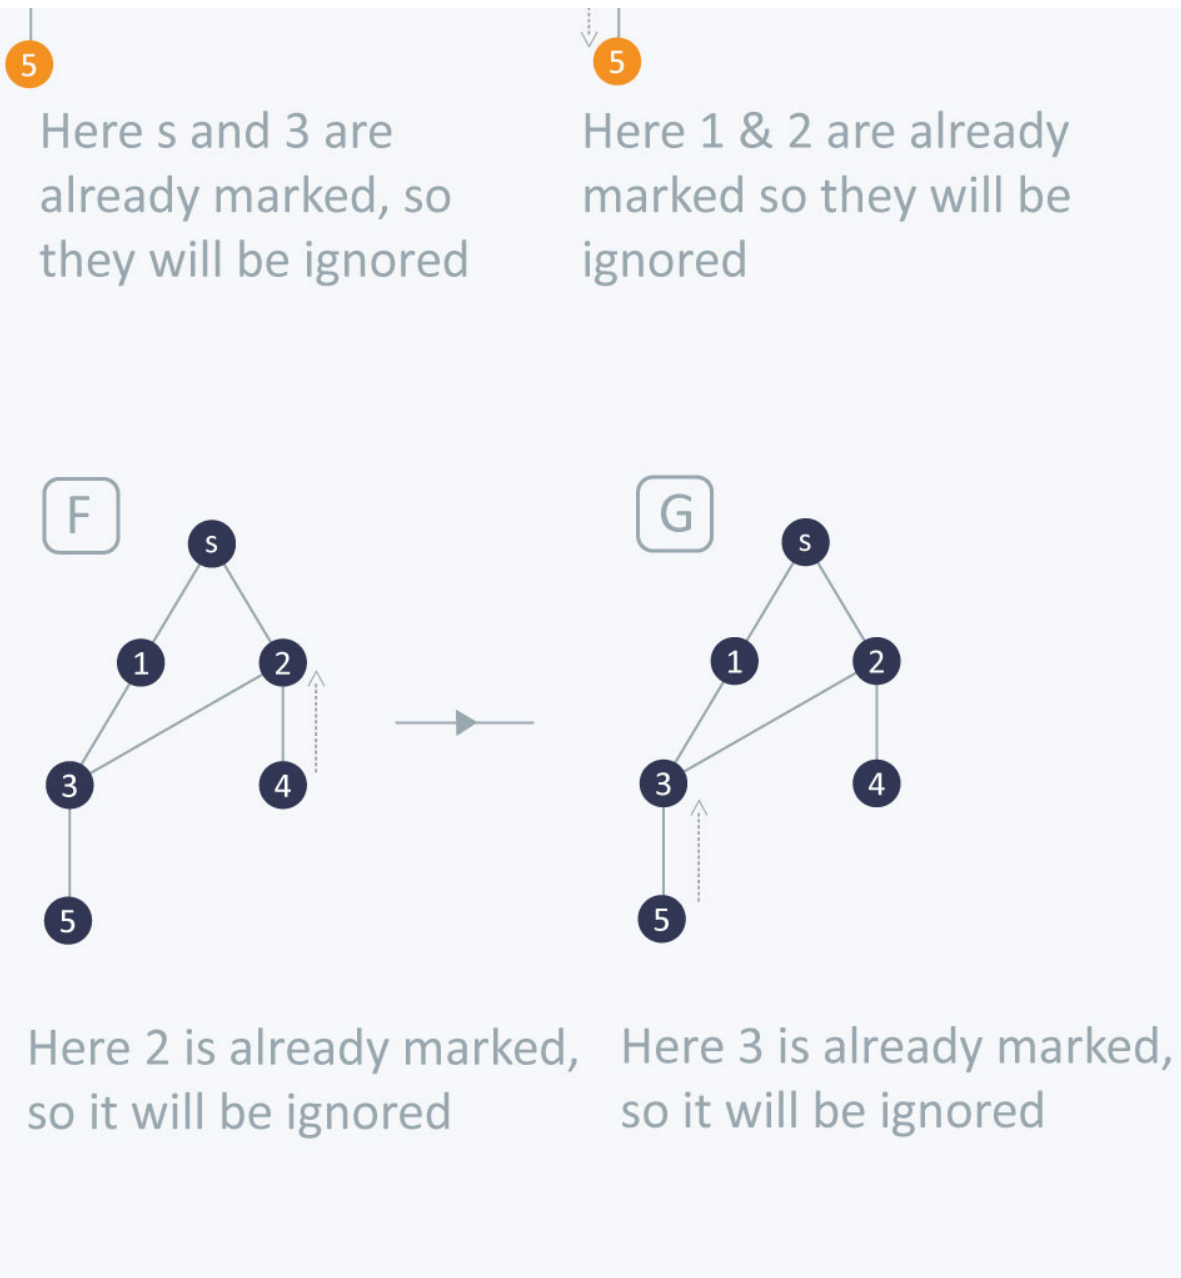 5
5
Here s and 3 are
already marked, so
they will be ignored
Here 1 & 2 are already
marked so they will be
ignored
F
s
1
2
3
4
5
G
s
1
2
3
4
5
Here 2 is already marked,
so it will be ignored
Here 3 is already marked,
so it will be ignored